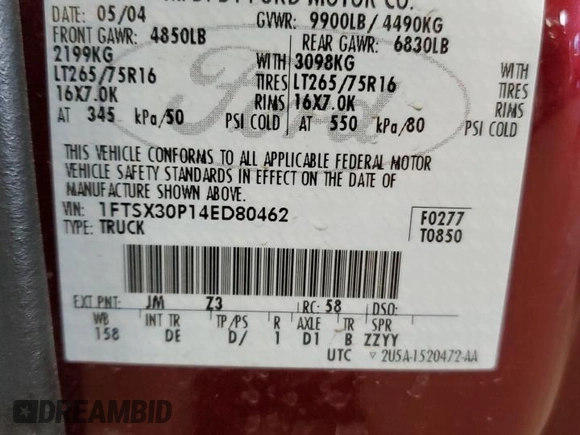 FORD MOTOR CO.
DATE: 05/04 GVWR: 9900LB / 4490KG
FRONT GAWR: 4850LB REAR GAWR: 6830LB
2199KG WITH 3098KG WITH
LT265/75R16 TIRES LT265/75R16 TIRES
16X7.0K RIMS 16X7.0K RIMS
AT 345 kPa/50 PSI COLD AT 550 kPa/80 PSI COLD
Ford
THIS VEHICLE CONFORMS TO ALL APPLICABLE FEDERAL MOTOR
VEHICLE SAFETY STANDARDS IN EFFECT ON THE DATE OF
MANUFACTURE SHOWN ABOVE.
VIN: 1FTSX30P14ED80462 F0277
TYPE: TRUCK T0850
EXT PNT: JM Z3 RC: 58 DSO:
WB INT TR TP/PS R AXLE TR SPR
158 DE D/ 1 D1 B ZZYY
UTC ▽ 2U5A-1520472-AA
DREAMBID